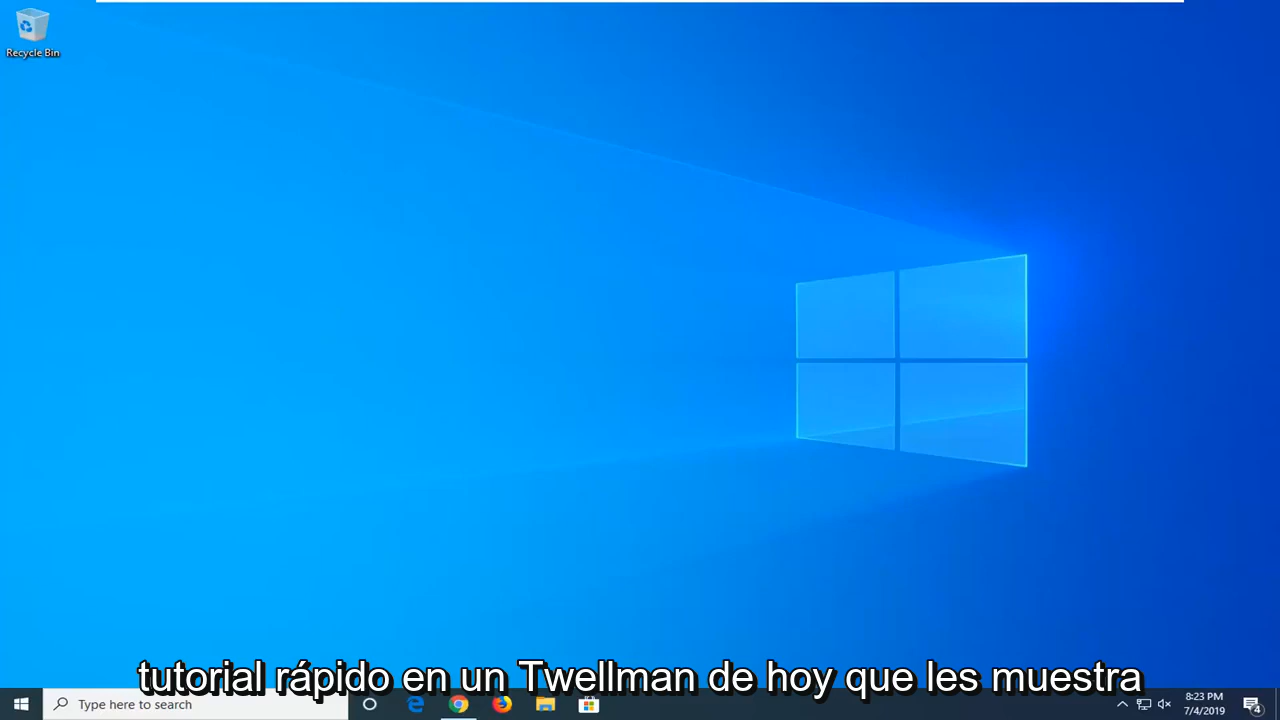 Recycle Bin
tutorial rápido en un Twellman de hoy que les muestra
Type here to search
8:23 PM
7/4/2019
4